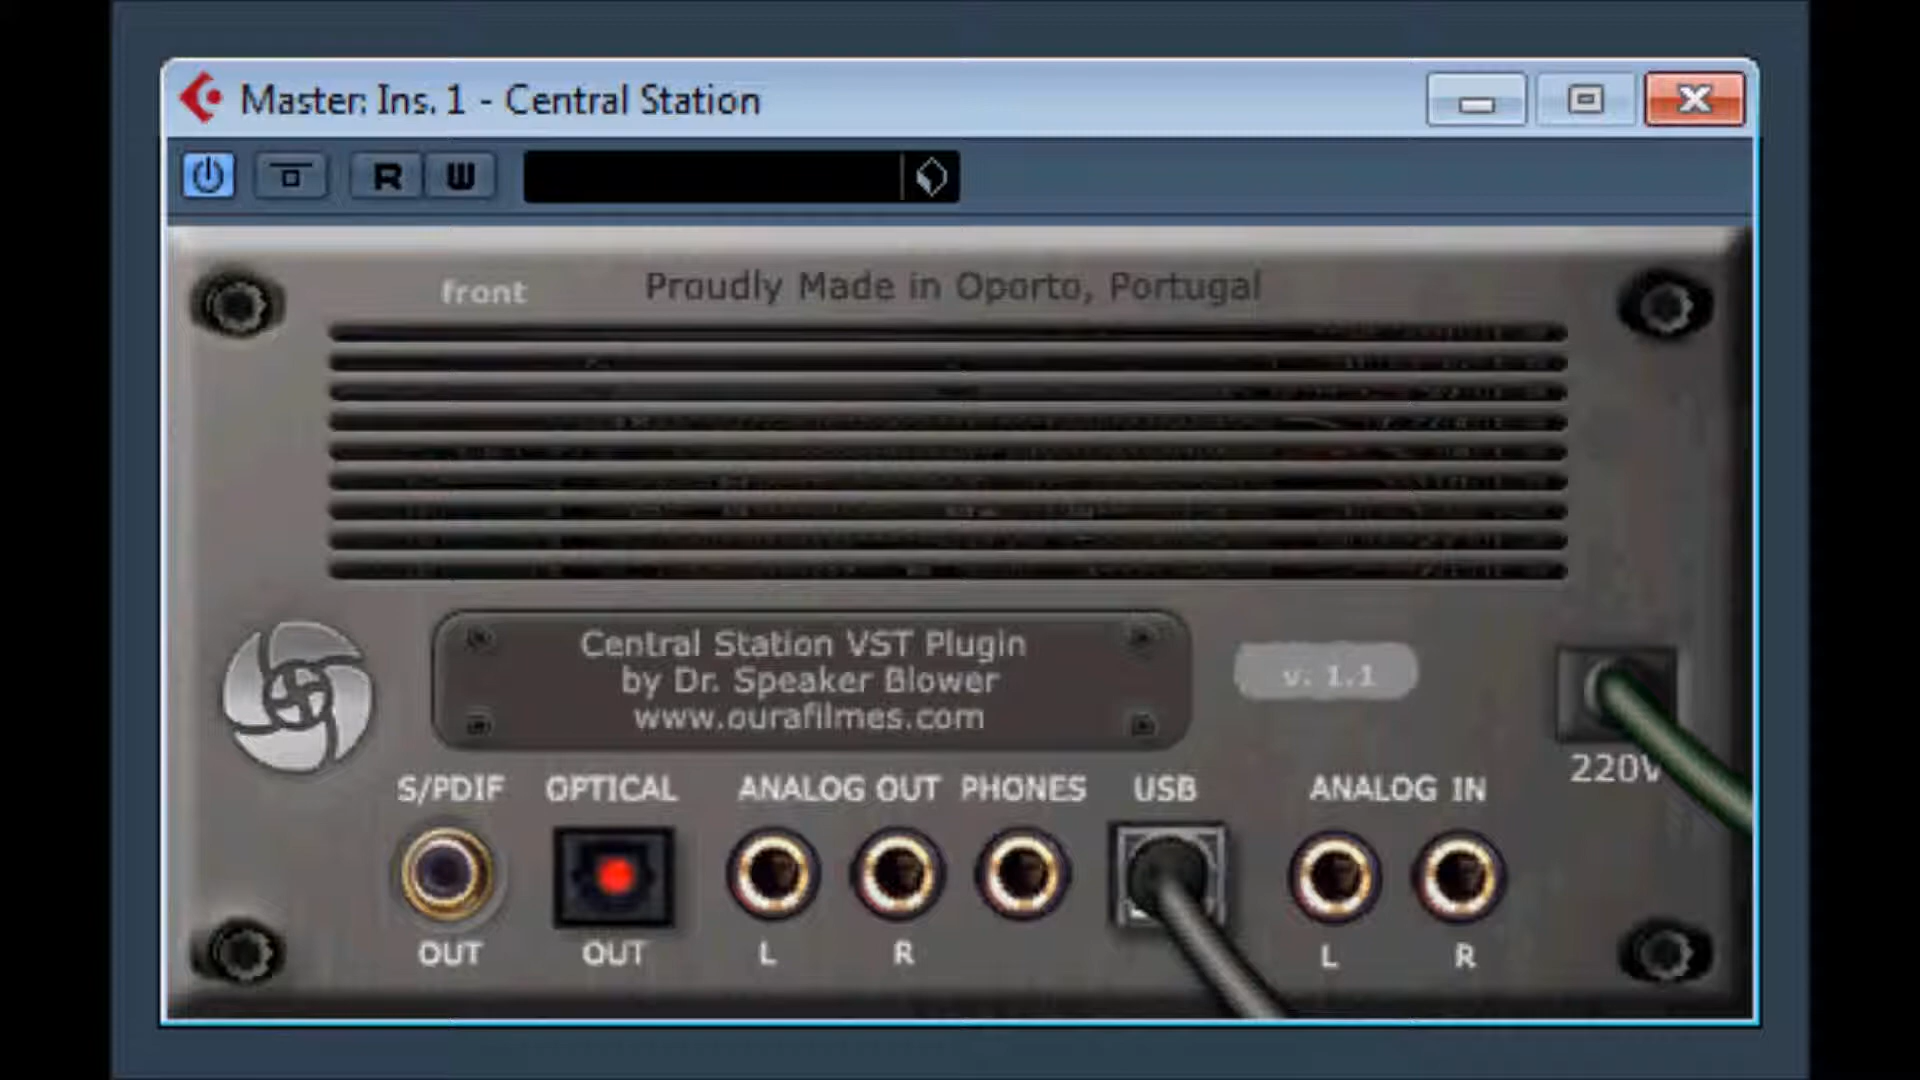 Master: Ins. 1 - Central Station
R W
front
Proudly Made in Oporto, Portugal
Central Station VST Plugin
by Dr. Speaker Blower
www.ourafilmes.com
v. 1.1
220V
S/PDIF OPTICAL ANALOG OUT PHONES USB ANALOG IN
OUT OUT L R L R